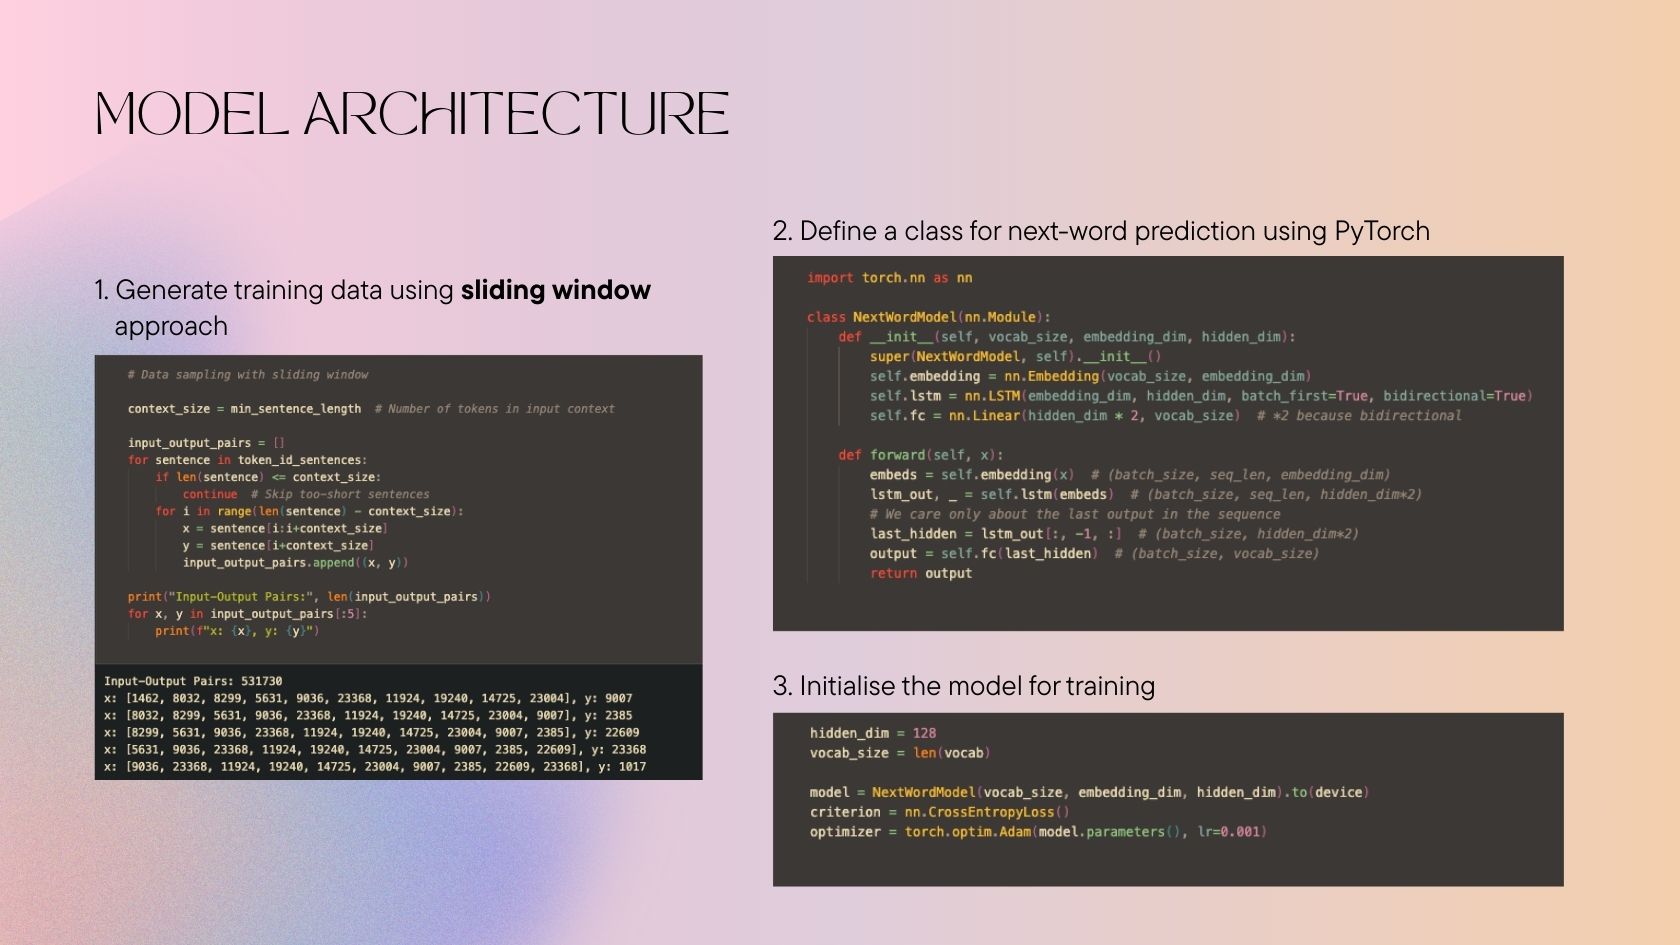 MODEL ARCHITECTURE
1. Generate training data using sliding window
approach
# Data sampling with sliding window
context_size = min_sentence_length  # Number of tokens in input context
input_output_pairs = []
for sentence in token_id_sentences:
    if len(sentence) <= context_size:
        continue  # Skip too-short sentences
    for i in range(len(sentence) - context_size):
        x = sentence[i:i+context_size]
        y = sentence[i+context_size]
        input_output_pairs.append((x, y))
print("Input-Output Pairs:", len(input_output_pairs))
for x, y in input_output_pairs[:5]:
    print(f"x: {x}, y: {y}")
Input-Output Pairs: 531730
x: [1462, 8032, 8299, 5631, 9036, 23368, 11924, 19240, 14725, 23004], y: 9007
x: [8032, 8299, 5631, 9036, 23368, 11924, 19240, 14725, 23004, 9007], y: 2385
x: [8299, 5631, 9036, 23368, 11924, 19240, 14725, 23004, 9007, 2385], y: 22609
x: [5631, 9036, 23368, 11924, 19240, 14725, 23004, 9007, 2385, 22609], y: 23368
x: [9036, 23368, 11924, 19240, 14725, 23004, 9007, 2385, 22609, 23368], y: 1017
2. Define a class for next-word prediction using PyTorch
import torch.nn as nn
class NextWordModel(nn.Module):
    def __init__(self, vocab_size, embedding_dim, hidden_dim):
        super(NextWordModel, self).__init__()
        self.embedding = nn.Embedding(vocab_size, embedding_dim)
        self.lstm = nn.LSTM(embedding_dim, hidden_dim, batch_first=True, bidirectional=True)
        self.fc = nn.Linear(hidden_dim * 2, vocab_size)  # *2 because bidirectional
    def forward(self, x):
        embeds = self.embedding(x)  # (batch_size, seq_len, embedding_dim)
        lstm_out, _ = self.lstm(embeds)  # (batch_size, seq_len, hidden_dim*2)
        # We care only about the last output in the sequence
        last_hidden = lstm_out[:, -1, :]  # (batch_size, hidden_dim*2)
        output = self.fc(last_hidden)  # (batch_size, vocab_size)
        return output
3. Initialise the model for training
hidden_dim = 128
vocab_size = len(vocab)
model = NextWordModel(vocab_size, embedding_dim, hidden_dim).to(device)
criterion = nn.CrossEntropyLoss()
optimizer = torch.optim.Adam(model.parameters(), lr=0.001)